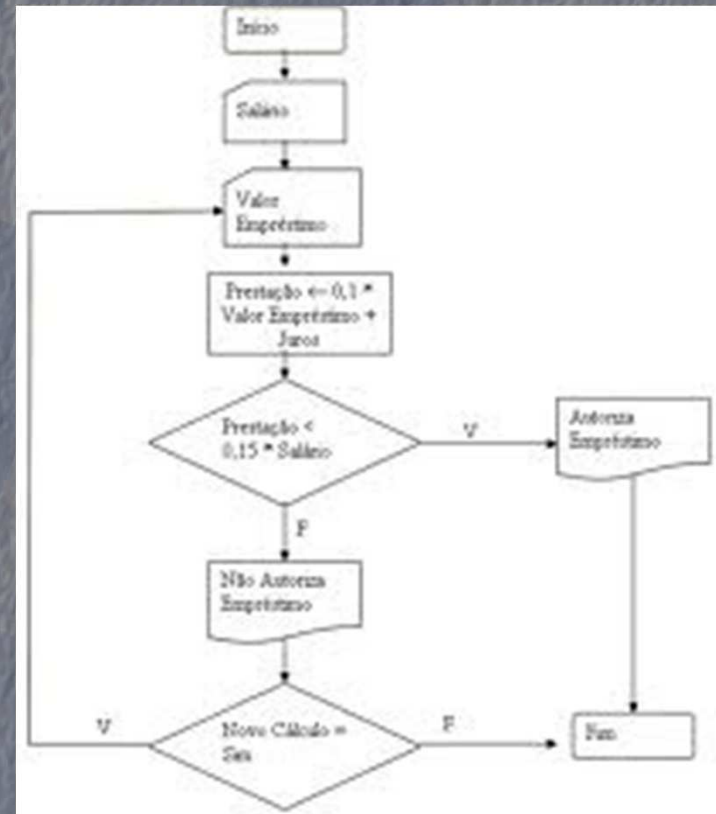 Início
Salário
Valor
Empréstimo
Prestação ← 0,1 *
Valor Empréstimo +
Juros
Prestação <
0,15 * Salário
V
Autoriza
Empréstimo
F
Não Autoriza
Empréstimo
V
Novo Cálculo =
Sim
F
Fim